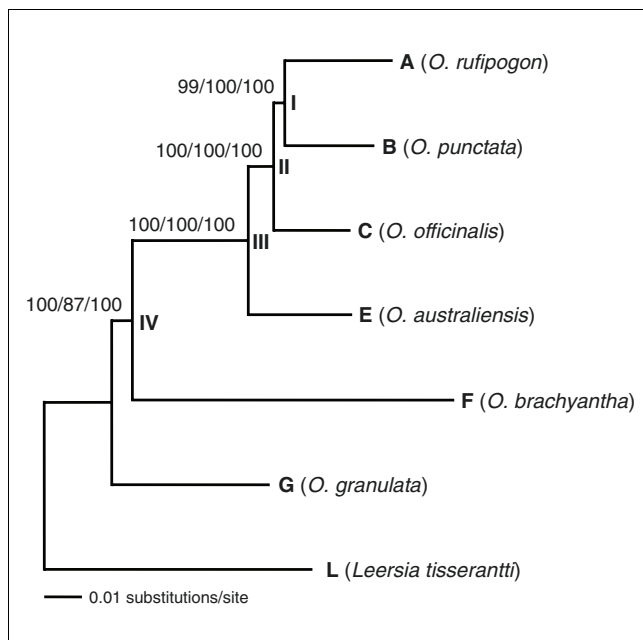 A (O. rufipogon)
99/100/100
I
B (O. punctata)
100/100/100
II
C (O. officinalis)
100/100/100
III
E (O. australiensis)
100/87/100
IV
F (O. brachyantha)
G (O. granulata)
L (Leersia tisserantti)
0.01 substitutions/site